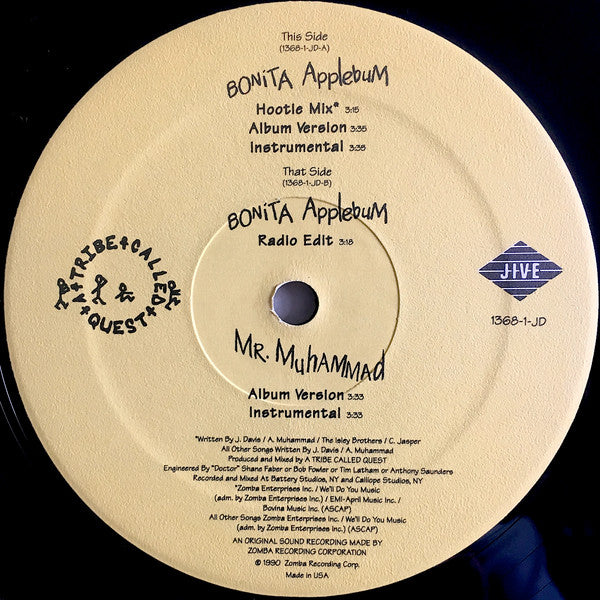 This Side
(1368-1-JD-A)
BONITA Applebum
Hootie Mix* 3:15
Album Version 3:35
Instrumental 3:35
That Side
(1368-1-JD-B)
BONITA Applebum
Radio Edit 3:18
A TRIBE CALLED QUEST
JIVE
1368-1-JD
MR. MuhAMMAd
Album Version 3:33
Instrumental 3:33
*Written By J. Davis / A. Muhammad / The Isley Brothers / C. Jasper
All Other Songs Written By J. Davis / A. Muhammad
Produced and Mixed by A TRIBE CALLED QUEST
Engineered By "Doctor" Shane Faber or Bob Fowler or Tim Latham or Anthony Saunders
Recorded and Mixed At Battery Studios, NY and Calliope Studios, NY
*Zomba Enterprises Inc. / We'll Do You Music
(adm. by Zomba Enterprises Inc.) / EMI-April Music Inc. /
Bovina Music Inc. (ASCAP)
All Other Songs Zomba Enterprises Inc. / We'll Do You Music
(adm. by Zomba Enterprises Inc.) (ASCAP)
AN ORIGINAL SOUND RECORDING MADE BY
ZOMBA RECORDING CORPORATION
℗ 1990 Zomba Recording Corp.
Made in USA